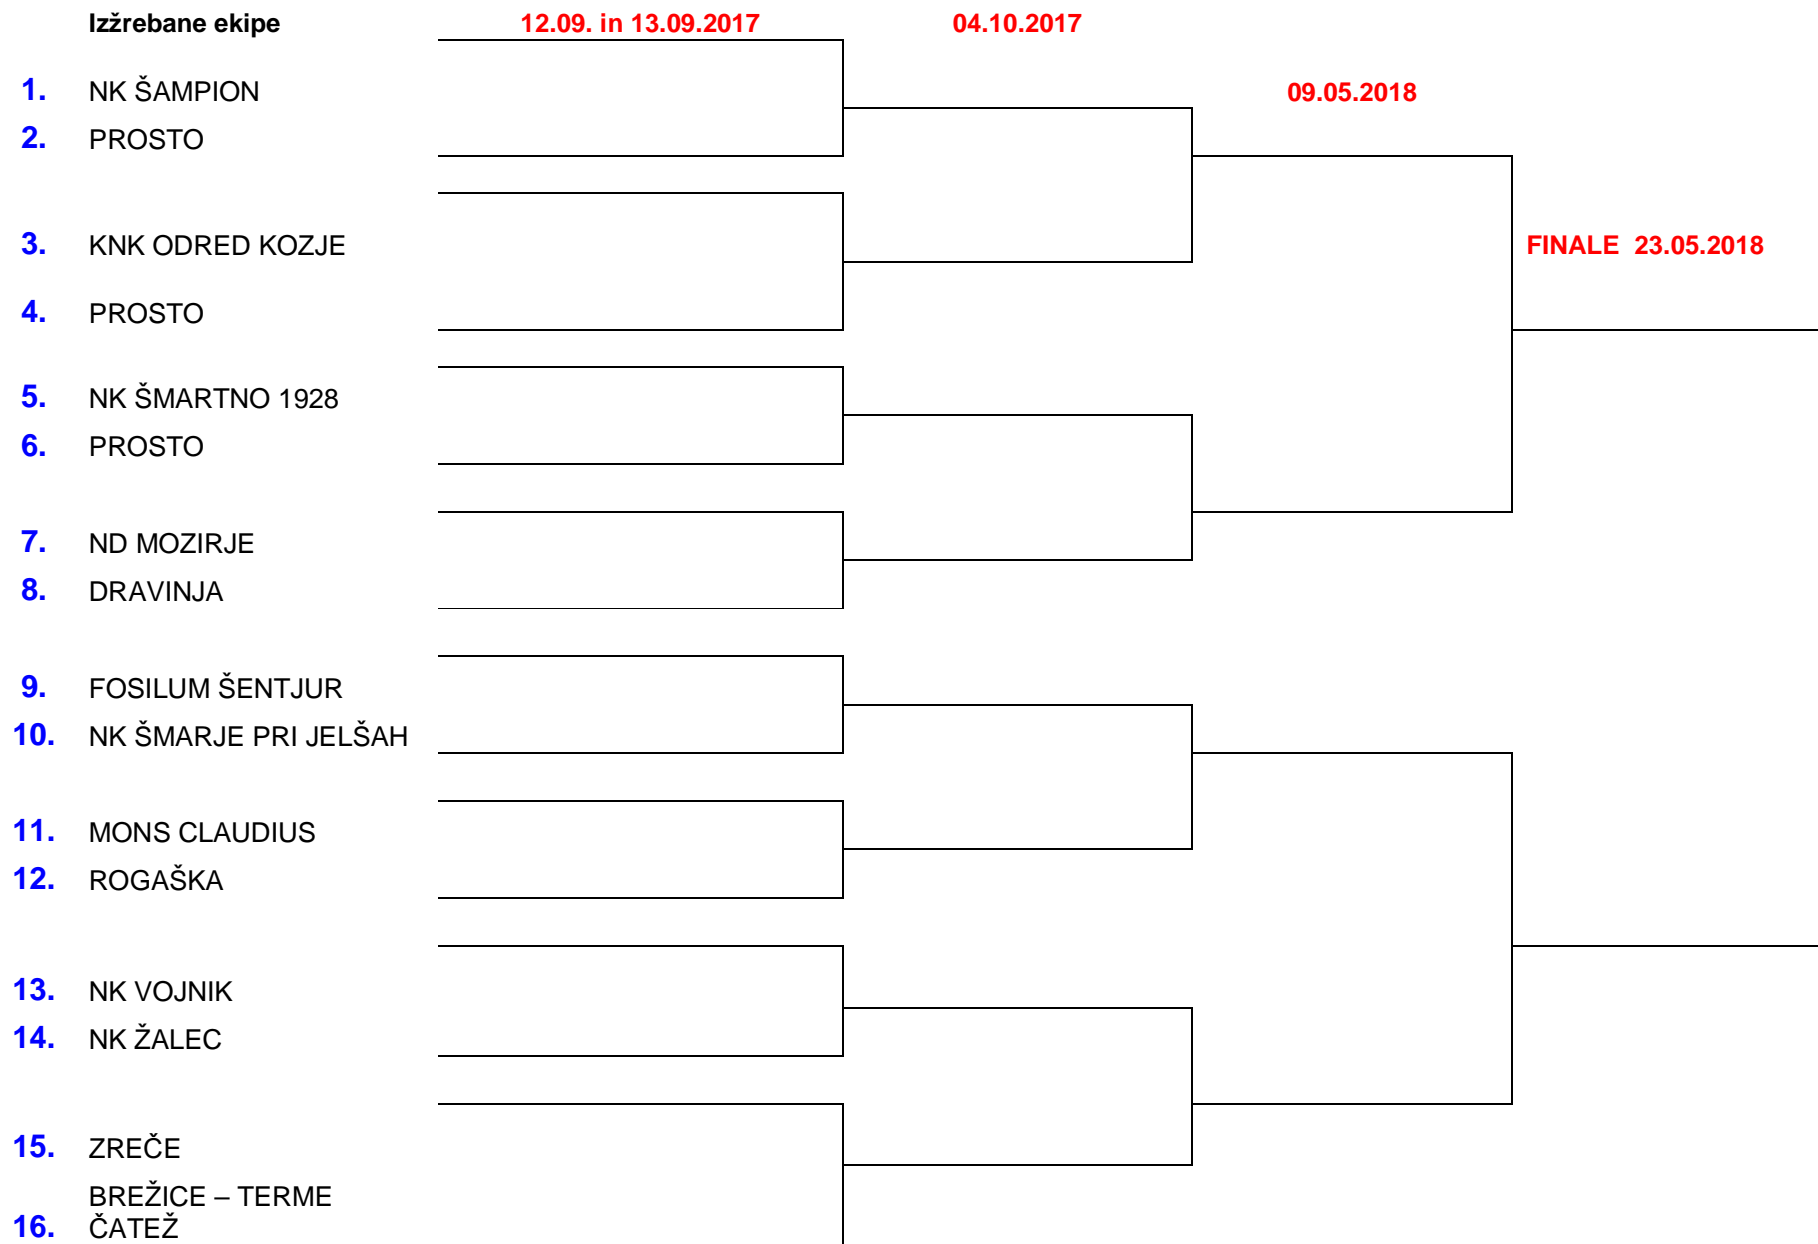 Izžrebane ekipe 12.09. in 13.09.2017 04.10.2017
1. NK ŠAMPION 09.05.2018
2. PROSTO
3. KNK ODRED KOZJE FINALE 23.05.2018
4. PROSTO
5. NK ŠMARTNO 1928
6. PROSTO
7. ND MOZIRJE
8. DRAVINJA
9. FOSILUM ŠENTJUR
10. NK ŠMARJE PRI JELŠAH
11. MONS CLAUDIUS
12. ROGAŠKA
13. NK VOJNIK
14. NK ŽALEC
15. ZREČE
BREŽICE – TERME
16. ČATEŽ